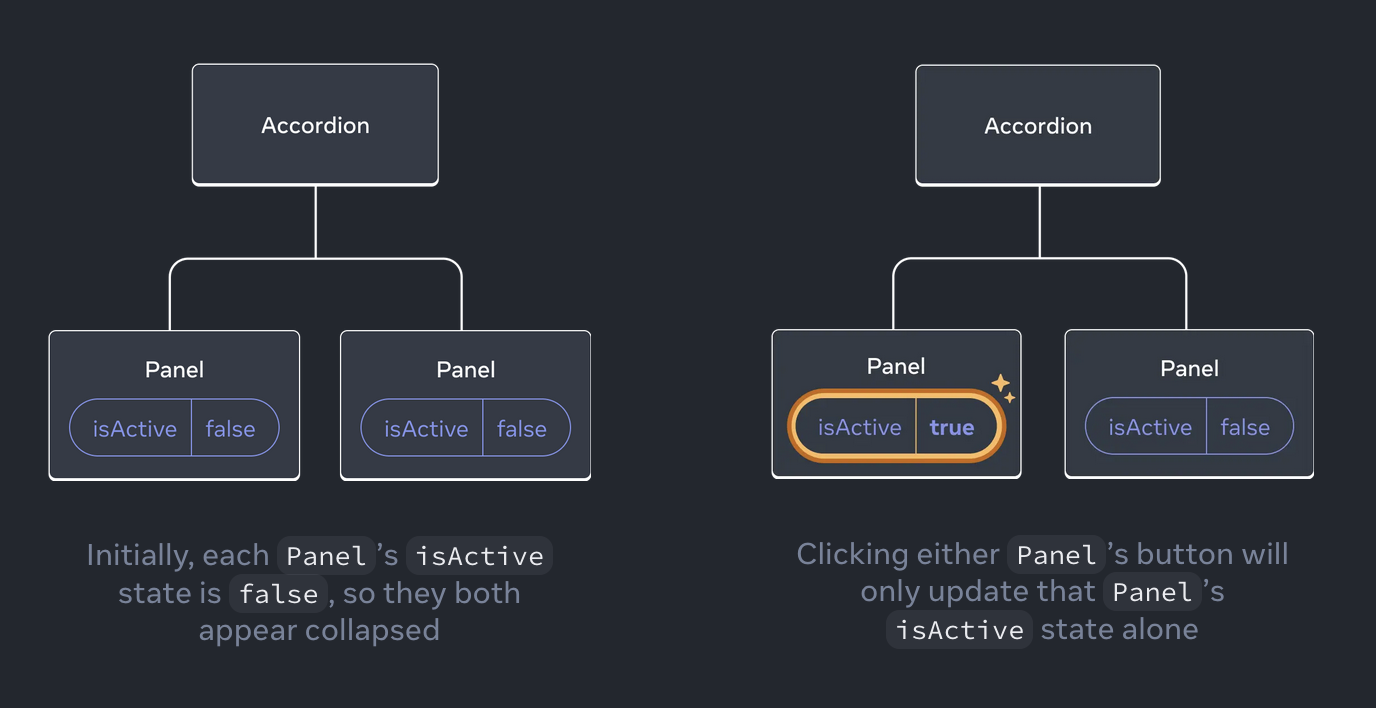 Accordion
Panel
isActive false
Panel
isActive false
Initially, each Panel’s isActive
state is false, so they both
appear collapsed
Accordion
Panel
isActive true
Panel
isActive false
Clicking either Panel’s button will
only update that Panel’s
isActive state alone